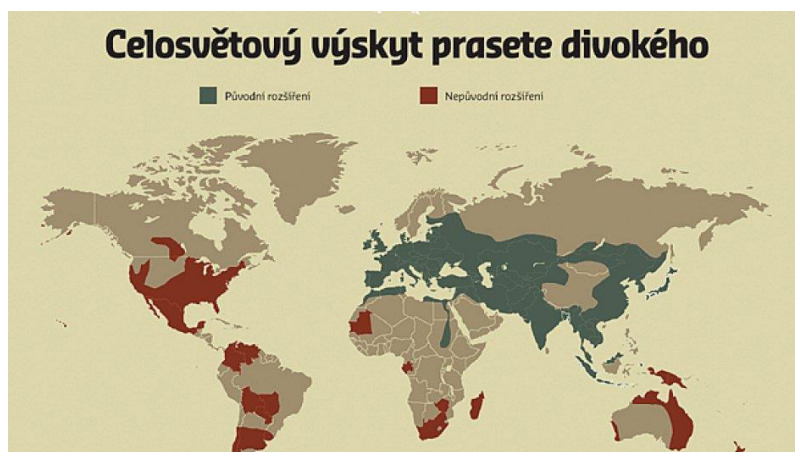 Celosvětový výskyt prasete divokého
Původní rozšíření
Nepůvodní rozšíření